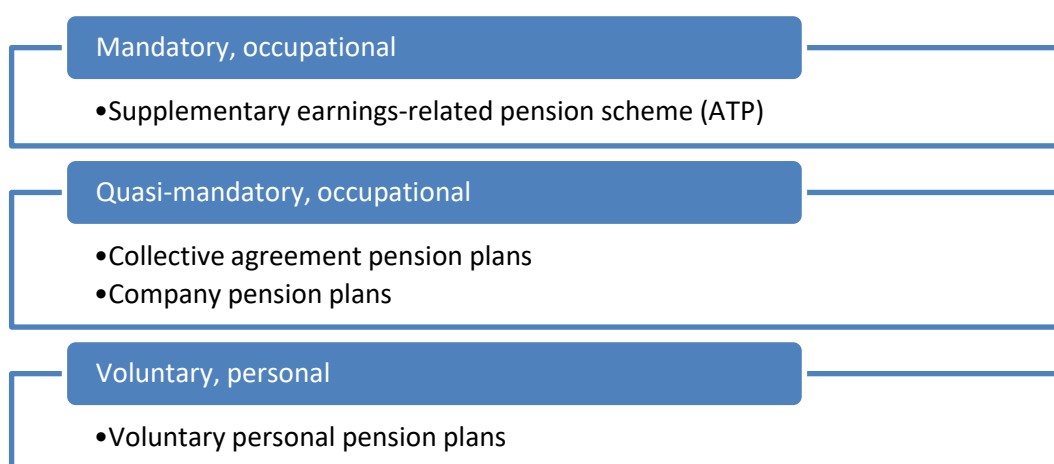 Mandatory, occupational
•Supplementary earnings-related pension scheme (ATP)
Quasi-mandatory, occupational
•Collective agreement pension plans
•Company pension plans
Voluntary, personal
•Voluntary personal pension plans